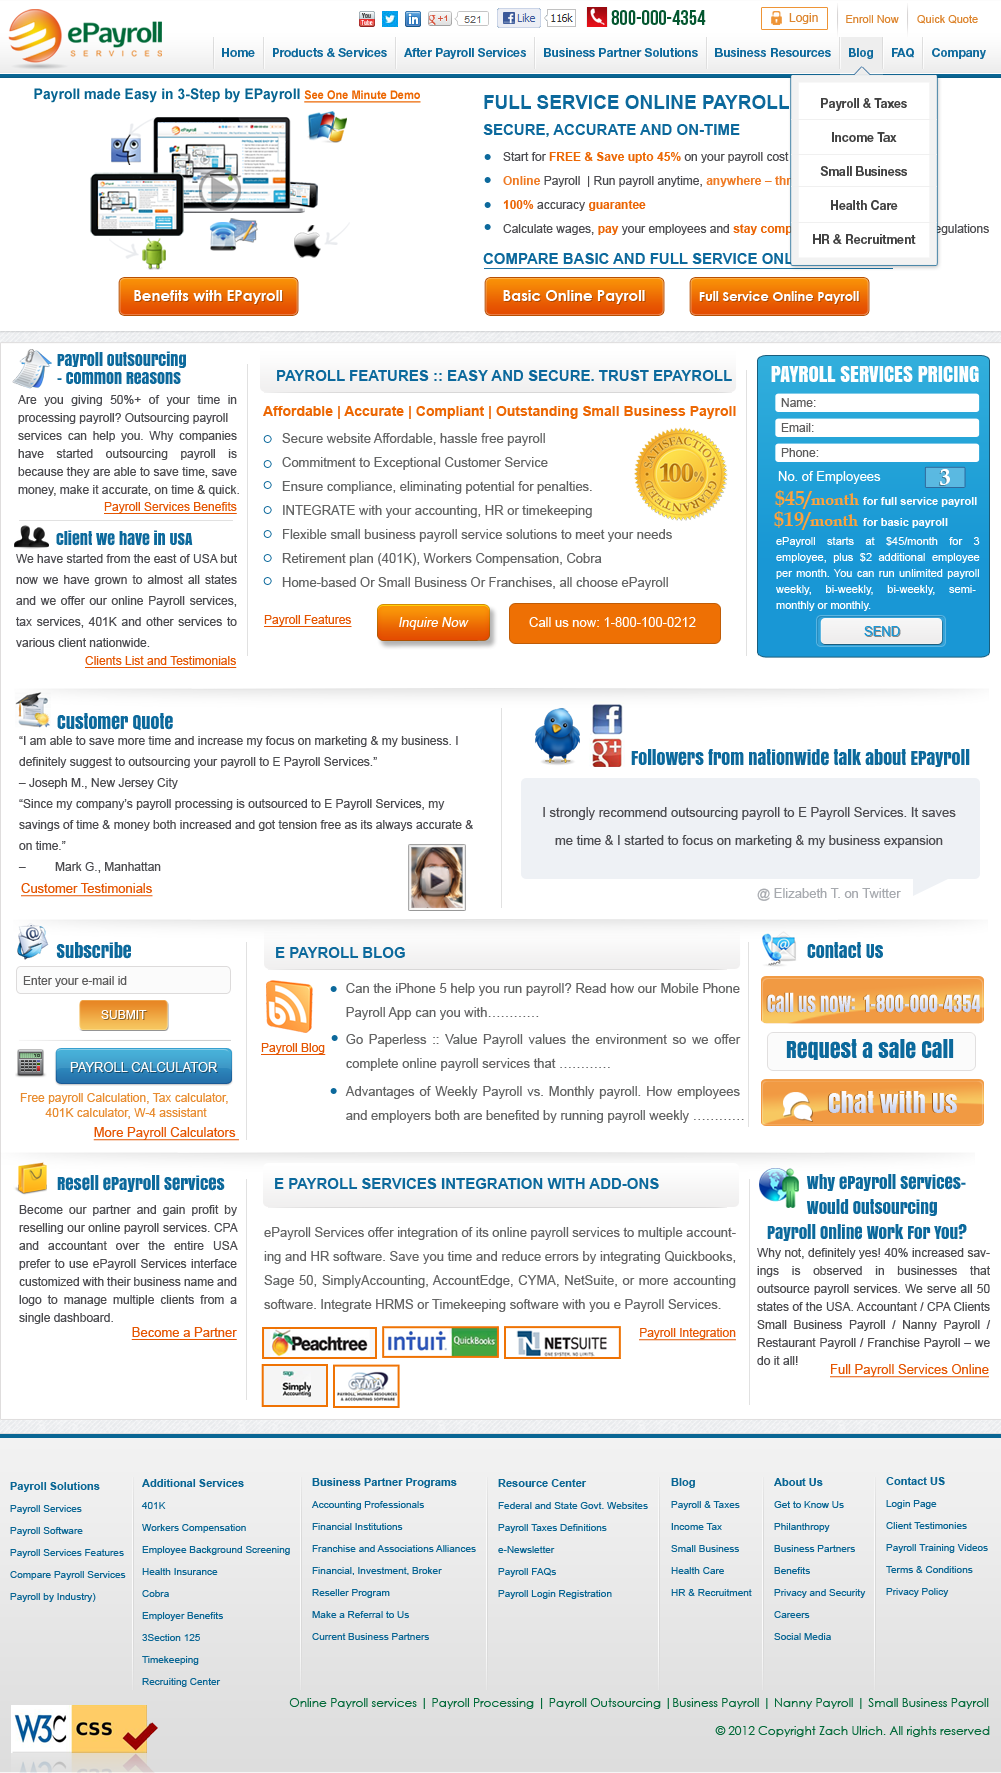 ePayroll
SERVICES
You Tube
in
g +1
521
Like
116k
800-000-4354
Login
Enroll Now
Quick Quote
Home
Products & Services
After Payroll Services
Business Partner Solutions
Business Resources
Blog
FAQ
Company
Payroll & Taxes
Income Tax
Small Business
Health Care
HR & Recruitment
Payroll made Easy in 3-Step by EPayroll See One Minute Demo
Benefits with EPayroll
FULL SERVICE ONLINE PAYROLL
SECURE, ACCURATE AND ON-TIME
Start for FREE & Save upto 45% on your payroll cost
Online Payroll | Run payroll anytime, anywhere – thr
100% accuracy guarantee
Calculate wages, pay your employees and stay comp egulations
COMPARE BASIC AND FULL SERVICE ONL
Basic Online Payroll
Full Service Online Payroll
Payroll outsourcing
- Common Reasons
Are you giving 50%+ of your time in
processing payroll? Outsourcing payroll
services can help you. Why companies
have started outsourcing payroll is
because they are able to save time, save
money, make it accurate, on time & quick.
Payroll Services Benefits
Client we have in USA
We have started from the east of USA but
now we have grown to almost all states
and we offer our online Payroll services,
tax services, 401K and other services to
various client nationwide.
Clients List and Testimonials
PAYROLL FEATURES :: EASY AND SECURE. TRUST EPAYROLL
Affordable | Accurate | Compliant | Outstanding Small Business Payroll
Secure website Affordable, hassle free payroll
Commitment to Exceptional Customer Service
Ensure compliance, eliminating potential for penalties.
INTEGRATE with your accounting, HR or timekeeping
Flexible small business payroll service solutions to meet your needs
Retirement plan (401K), Workers Compensation, Cobra
Home-based Or Small Business Or Franchises, all choose ePayroll
SATISFACTION
100%
GUARANTEED
Payroll Features
Inquire Now
Call us now: 1-800-100-0212
PAYROLL SERVICES PRICING
Name:
Email:
Phone:
No. of Employees
3
$45/month for full service payroll
$19/month for basic payroll
ePayroll starts at $45/month for 3
employee, plus $2 additional employee
per month. You can run unlimited payroll
weekly, bi-weekly, bi-weekly, semi-
monthly or monthly.
SEND
Customer Quote
“I am able to save more time and increase my focus on marketing & my business. I
definitely suggest to outsourcing your payroll to E Payroll Services.”
– Joseph M., New Jersey City
“Since my company's payroll processing is outsourced to E Payroll Services, my
savings of time & money both increased and got tension free as its always accurate &
on time.”
– Mark G., Manhattan
Customer Testimonials
Followers from nationwide talk about EPayroll
I strongly recommend outsourcing payroll to E Payroll Services. It saves
me time & I started to focus on marketing & my business expansion
@ Elizabeth T. on Twitter
Subscribe
Enter your e-mail id
SUBMIT
PAYROLL CALCULATOR
Free payroll Calculation, Tax calculator,
401K calculator, W-4 assistant
More Payroll Calculators
E PAYROLL BLOG
Payroll Blog
Can the iPhone 5 help you run payroll? Read how our Mobile Phone
Payroll App can you with…………
Go Paperless :: Value Payroll values the environment so we offer
complete online payroll services that …………
Advantages of Weekly Payroll vs. Monthly payroll. How employees
and employers both are benefited by running payroll weekly …………
Contact Us
Call us now: 1-800-000-4354
Request a sale Call
Chat with Us
Resell ePayroll Services
Become our partner and gain profit by
reselling our online payroll services. CPA
and accountant over the entire USA
prefer to use ePayroll Services interface
customized with their business name and
logo to manage multiple clients from a
single dashboard.
Become a Partner
E PAYROLL SERVICES INTEGRATION WITH ADD-ONS
ePayroll Services offer integration of its online payroll services to multiple account-
ing and HR software. Save you time and reduce errors by integrating Quickbooks,
Sage 50, SimplyAccounting, AccountEdge, CYMA, NetSuite, or more accounting
software. Integrate HRMS or Timekeeping software with you e Payroll Services.
Peachtree
intuit QuickBooks
NETSUITE
ONE SYSTEM. NO LIMITS.
Payroll Integration
sage
Simply
Accounting
CYMA
PAYROLL, HUMAN RESOURCES
& ACCOUNTING SOFTWARE
Why ePayroll Services-
Would Outsourcing
Payroll Online Work For You?
Why not, definitely yes! 40% increased sav-
ings is observed in businesses that
outsource payroll services. We serve all 50
states of the USA. Accountant / CPA Clients
Small Business Payroll / Nanny Payroll /
Restaurant Payroll / Franchise Payroll – we
do it all!
Full Payroll Services Online
Payroll Solutions
Payroll Services
Payroll Software
Payroll Services Features
Compare Payroll Services
Payroll by Industry)
Additional Services
401K
Workers Compensation
Employee Background Screening
Health Insurance
Cobra
Employer Benefits
3Section 125
Timekeeping
Recruiting Center
Business Partner Programs
Accounting Professionals
Financial Institutions
Franchise and Associations Alliances
Financial, Investment, Broker
Reseller Program
Make a Referral to Us
Current Business Partners
Resource Center
Federal and State Govt. Websites
Payroll Taxes Definitions
e-Newsletter
Payroll FAQs
Payroll Login Registration
Blog
Payroll & Taxes
Income Tax
Small Business
Health Care
HR & Recruitment
About Us
Get to Know Us
Philanthropy
Business Partners
Benefits
Privacy and Security
Careers
Social Media
Contact US
Login Page
Client Testimonies
Payroll Training Videos
Terms & Conditions
Privacy Policy
Online Payroll services | Payroll Processing | Payroll Outsourcing | Business Payroll | Nanny Payroll | Small Business Payroll
© 2012 Copyright Zach Ulrich. All rights reserved
W3C CSS